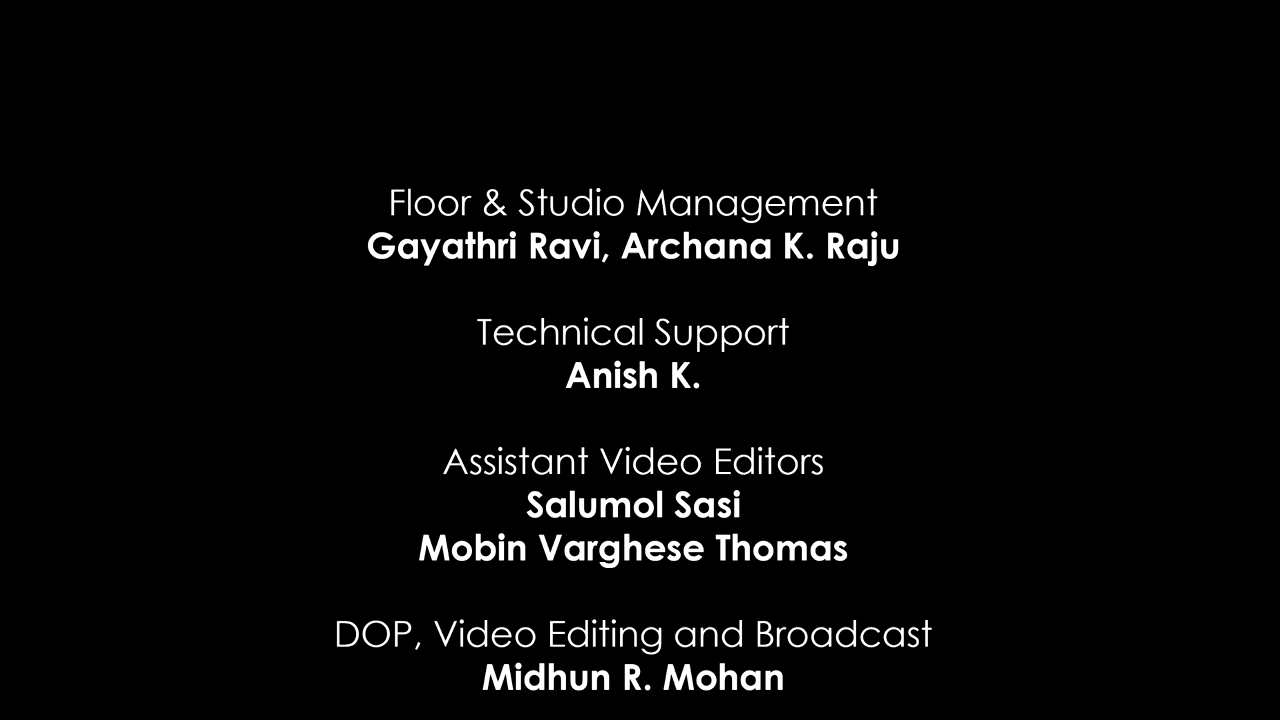 Floor & Studio Management
Gayathri Ravi, Archana K. Raju
Technical Support
Anish K.
Assistant Video Editors
Salumol Sasi
Mobin Varghese Thomas
DOP, Video Editing and Broadcast
Midhun R. Mohan